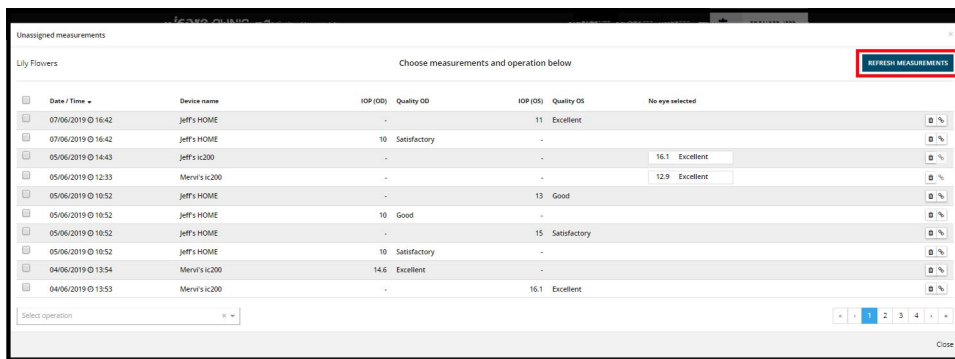 Unassigned measurements ×
Lily Flowers Choose measurements and operation below REFRESH MEASUREMENTS
Date / Time Device name IOP (OD) Quality OD IOP (OS) Quality OS No eye selected
07/06/2019 16:42 Jeff's HOME - 11 Excellent
07/06/2019 16:42 Jeff's HOME 10 Satisfactory -
05/06/2019 14:43 Jeff's ic200 - - 16.1 Excellent
05/06/2019 12:33 Mervi's ic200 - - 12.9 Excellent
05/06/2019 10:52 Jeff's HOME - 13 Good
05/06/2019 10:52 Jeff's HOME 10 Good -
05/06/2019 10:52 Jeff's HOME - 15 Satisfactory
05/06/2019 10:52 Jeff's HOME 10 Satisfactory -
04/06/2019 13:54 Mervi's ic200 14.6 Excellent -
04/06/2019 13:53 Mervi's ic200 - 16.1 Excellent
Select operation × « ‹ 1 2 3 4 › »
Close